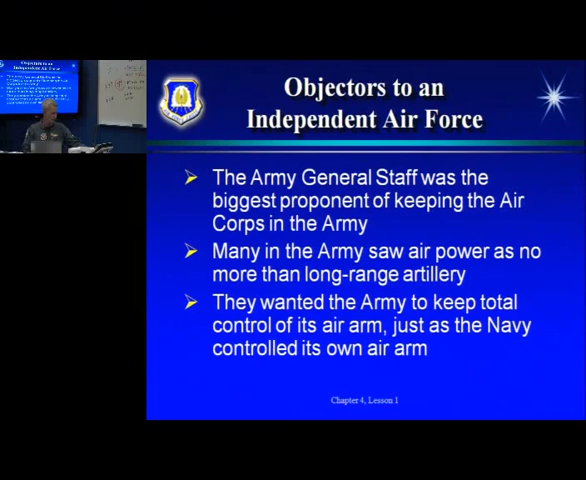 Objectors to an
Independent Air Force
The Army General Staff was the
biggest proponent of keeping the Air
Corps in the Army
Many in the Army saw air power as no
more than long-range artillery
They wanted the Army to keep total
control of its air arm, just as the Navy
controlled its own air arm
Chapter 4, Lesson 1